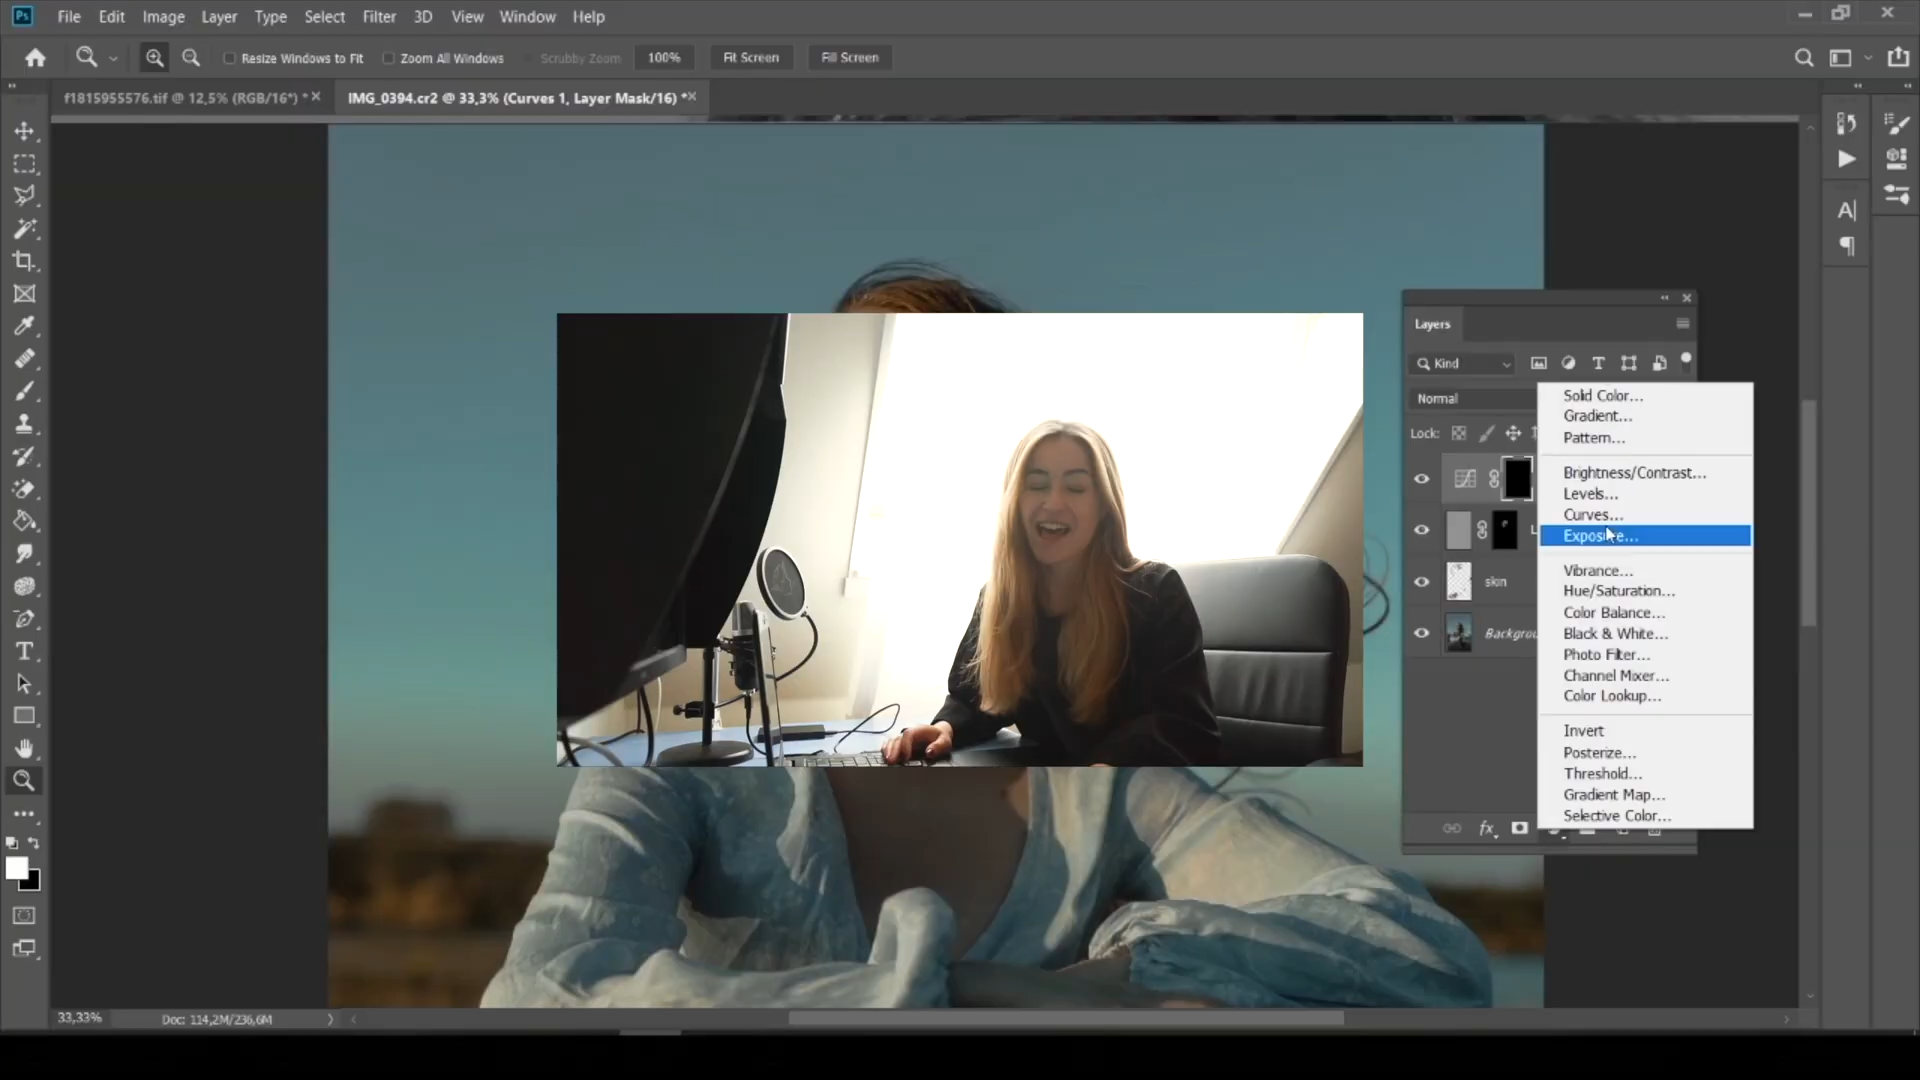 Ps File Edit Image Layer Type Select Filter 3D View Window Help
Resize Windows to Fit Zoom All Windows Scrubby Zoom 100% Fit Screen Fill Screen
f1815955576.tif @ 12,5% (RGB/16*) * × IMG_0394.cr2 @ 33,3% (Curves 1, Layer Mask/16) * ×
Layers
Kind
Normal
Lock:
L
skin
Backgrou
Solid Color...
Gradient...
Pattern...
Brightness/Contrast...
Levels...
Curves...
Exposure...
Vibrance...
Hue/Saturation...
Color Balance...
Black & White...
Photo Filter...
Channel Mixer...
Color Lookup...
Invert
Posterize...
Threshold...
Gradient Map...
Selective Color...
fx
33,33% Doc: 114,2M/236,6M